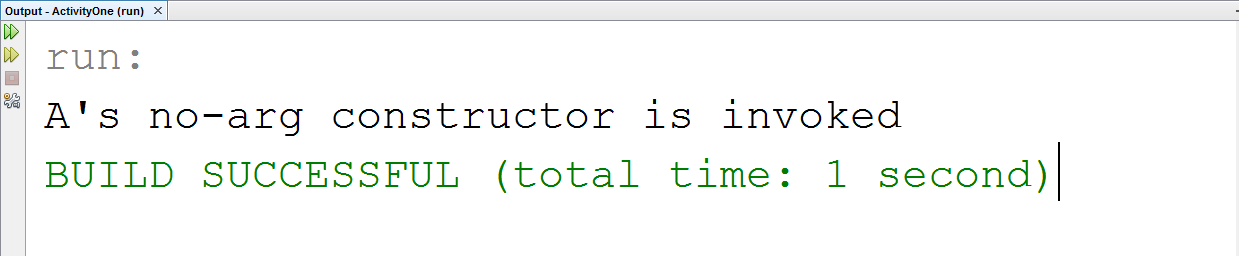 Output - ActivityOne (run)
run:
A's no-arg constructor is invoked
BUILD SUCCESSFUL (total time: 1 second)